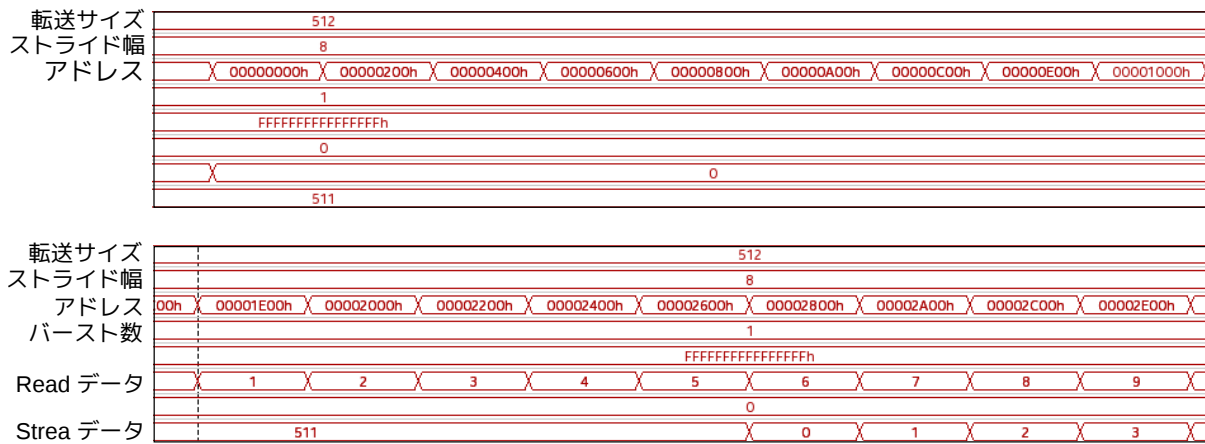 転送サイズ 512
ストライド幅 8
アドレス 00000000h 00000200h 00000400h 00000600h 00000800h 00000A00h 00000C00h 00000E00h 00001000h
1
FFFFFFFFFFFFFFFFh
0
0
511
転送サイズ 512
ストライド幅 8
アドレス 00h 00001E00h 00002000h 00002200h 00002400h 00002600h 00002800h 00002A00h 00002C00h 00002E00h
バースト数 1
FFFFFFFFFFFFFFFFh
Read データ 1 2 3 4 5 6 7 8 9
0
Strea データ 511 0 1 2 3